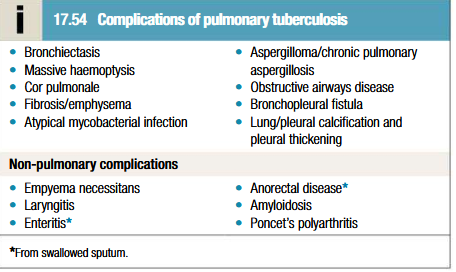 i 17.54 Complications of pulmonary tuberculosis
• Bronchiectasis
• Massive haemoptysis
• Cor pulmonale
• Fibrosis/emphysema
• Atypical mycobacterial infection
• Aspergilloma/chronic pulmonary
aspergillosis
• Obstructive airways disease
• Bronchopleural fistula
• Lung/pleural calcification and
pleural thickening
Non-pulmonary complications
• Empyema necessitans
• Laryngitis
• Enteritis*
• Anorectal disease*
• Amyloidosis
• Poncet's polyarthritis
*From swallowed sputum.